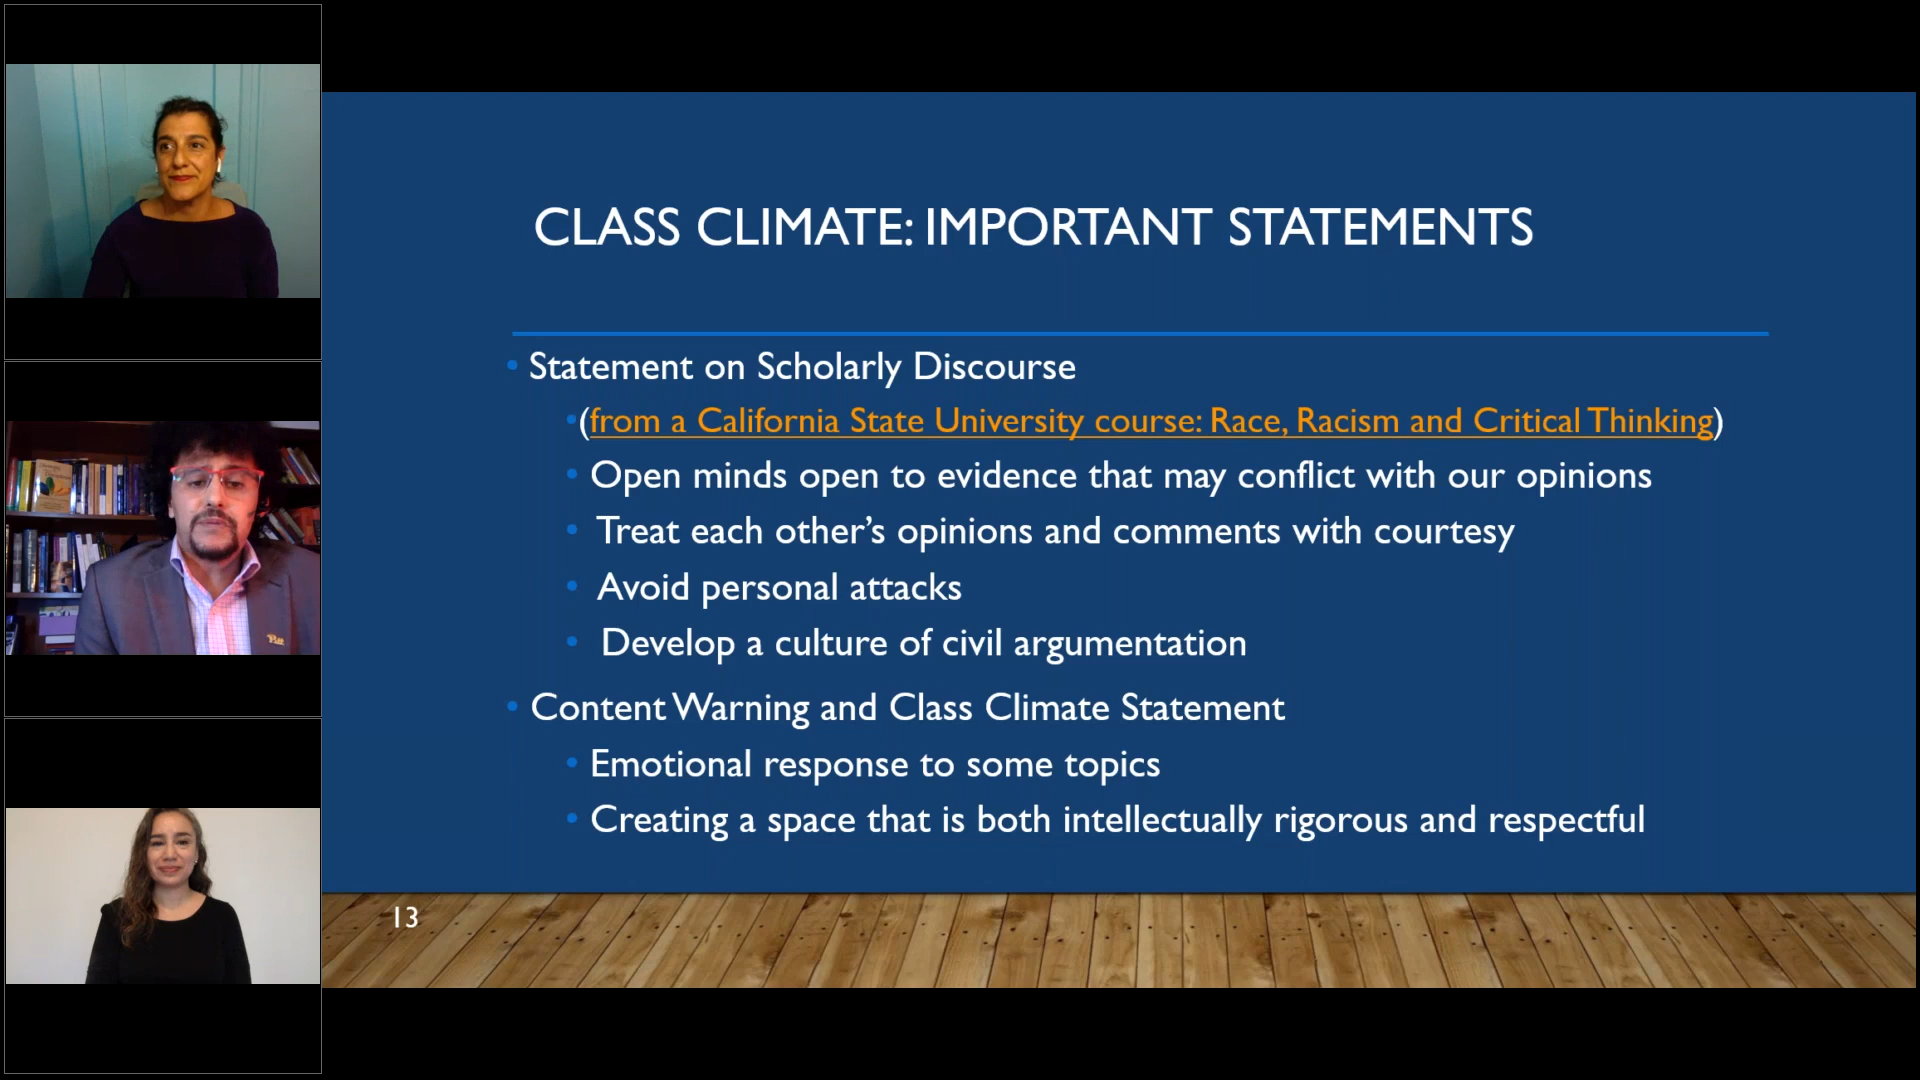 CLASS CLIMATE: IMPORTANT STATEMENTS
• Statement on Scholarly Discourse
• (from a California State University course: Race, Racism and Critical Thinking)
• Open minds open to evidence that may conflict with our opinions
• Treat each other’s opinions and comments with courtesy
• Avoid personal attacks
• Develop a culture of civil argumentation
• Content Warning and Class Climate Statement
• Emotional response to some topics
• Creating a space that is both intellectually rigorous and respectful
13